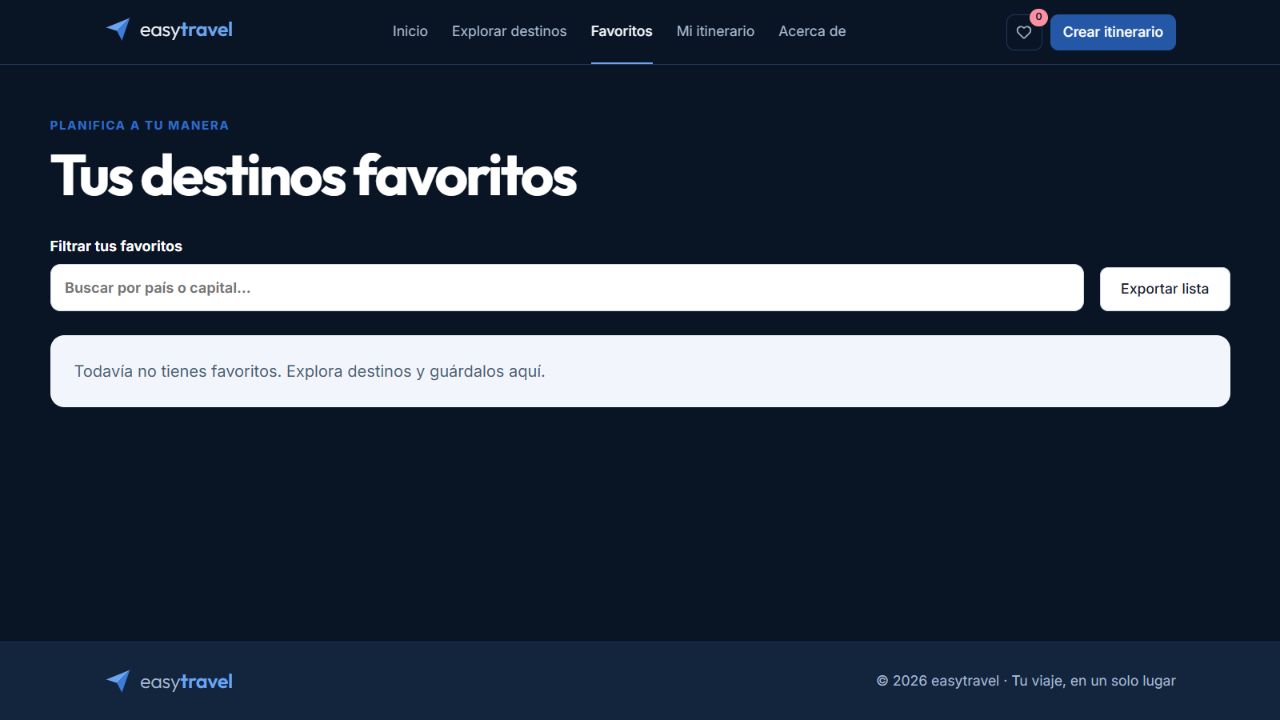 easytravel
Inicio Explorar destinos Favoritos Mi itinerario Acerca de
0
Crear itinerario
PLANIFICA A TU MANERA
Tus destinos favoritos
Filtrar tus favoritos
Buscar por país o capital...
Exportar lista
Todavía no tienes favoritos. Explora destinos y guárdalos aquí.
easytravel
© 2026 easytravel · Tu viaje, en un solo lugar